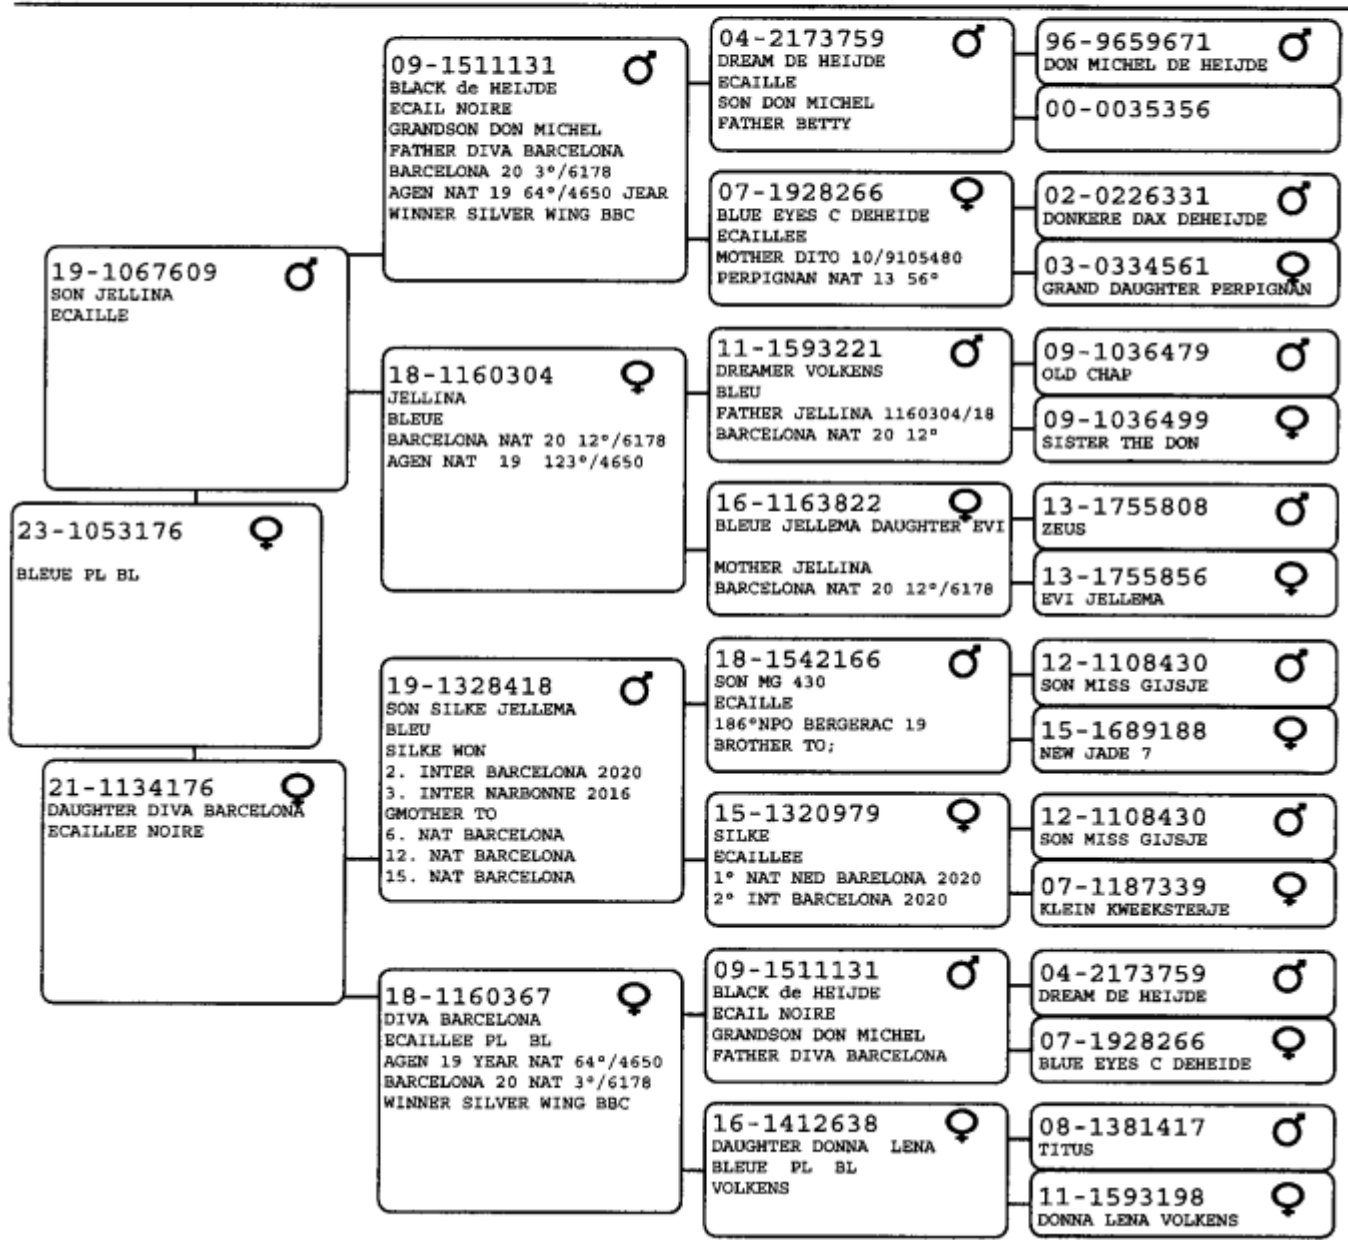 23-1053176
BLEUE PL BL
19-1067609
SON JELLINA
ECAILLE
21-1134176
DAUGHTER DIVA BARCELONA
ECAILLEE NOIRE
09-1511131
BLACK de HEIJDE
ECAIL NOIRE
GRANDSON DON MICHEL
FATHER DIVA BARCELONA
BARCELONA 20 3°/6178
AGEN NAT 19 64°/4650 JEAR
WINNER SILVER WING BBC
18-1160304
JELLINA
BLEUE
BARCELONA NAT 20 12°/6178
AGEN NAT 19 123°/4650
19-1328418
SON SILKE JELLEMA
BLEU
SILKE WON
2. INTER BARCELONA 2020
3. INTER NARBONNE 2016
GMOTHER TO
6. NAT BARCELONA
12. NAT BARCELONA
15. NAT BARCELONA
18-1160367
DIVA BARCELONA
ECAILLEE PL BL
AGEN 19 YEAR NAT 64°/4650
BARCELONA 20 NAT 3°/6178
WINNER SILVER WING BBC
04-2173759
DREAM DE HEIJDE
ECAILLE
SON DON MICHEL
FATHER BETTY
07-1928266
BLUE EYES C DEHEIDE
ECAILLEE
MOTHER DITO 10/9105480
PERPIGNAN NAT 13 56°
11-1593221
DREAMER VOLKENS
BLEU
FATHER JELLINA 1160304/18
BARCELONA NAT 20 12°
16-1163822
BLEUE JELLEMA DAUGHTER EVI
MOTHER JELLINA
BARCELONA NAT 20 12°/6178
18-1542166
SON MG 430
ECAILLE
186°NPO BERGERAC 19
BROTHER TO;
15-1320979
SILKE
ECAILLEE
1° NAT NED BARELONA 2020
2° INT BARCELONA 2020
09-1511131
BLACK de HEIJDE
ECAIL NOIRE
GRANDSON DON MICHEL
FATHER DIVA BARCELONA
16-1412638
DAUGHTER DONNA LENA
BLEUE PL BL
VOLKENS
96-9659671
DON MICHEL DE HEIJDE
00-0035356
02-0226331
DONKERE DAX DEHEIJDE
03-0334561
GRAND DAUGHTER PERPIGNAN
09-1036479
OLD CHAP
09-1036499
SISTER THE DON
13-1755808
ZEUS
13-1755856
EVI JELLEMA
12-1108430
SON MISS GIJSJE
15-1689188
NEW JADE 7
12-1108430
SON MISS GIJSJE
07-1187339
KLEIN KWEEKSTERJE
04-2173759
DREAM DE HEIJDE
07-1928266
BLUE EYES C DEHEIDE
08-1381417
TITUS
11-1593198
DONNA LENA VOLKENS